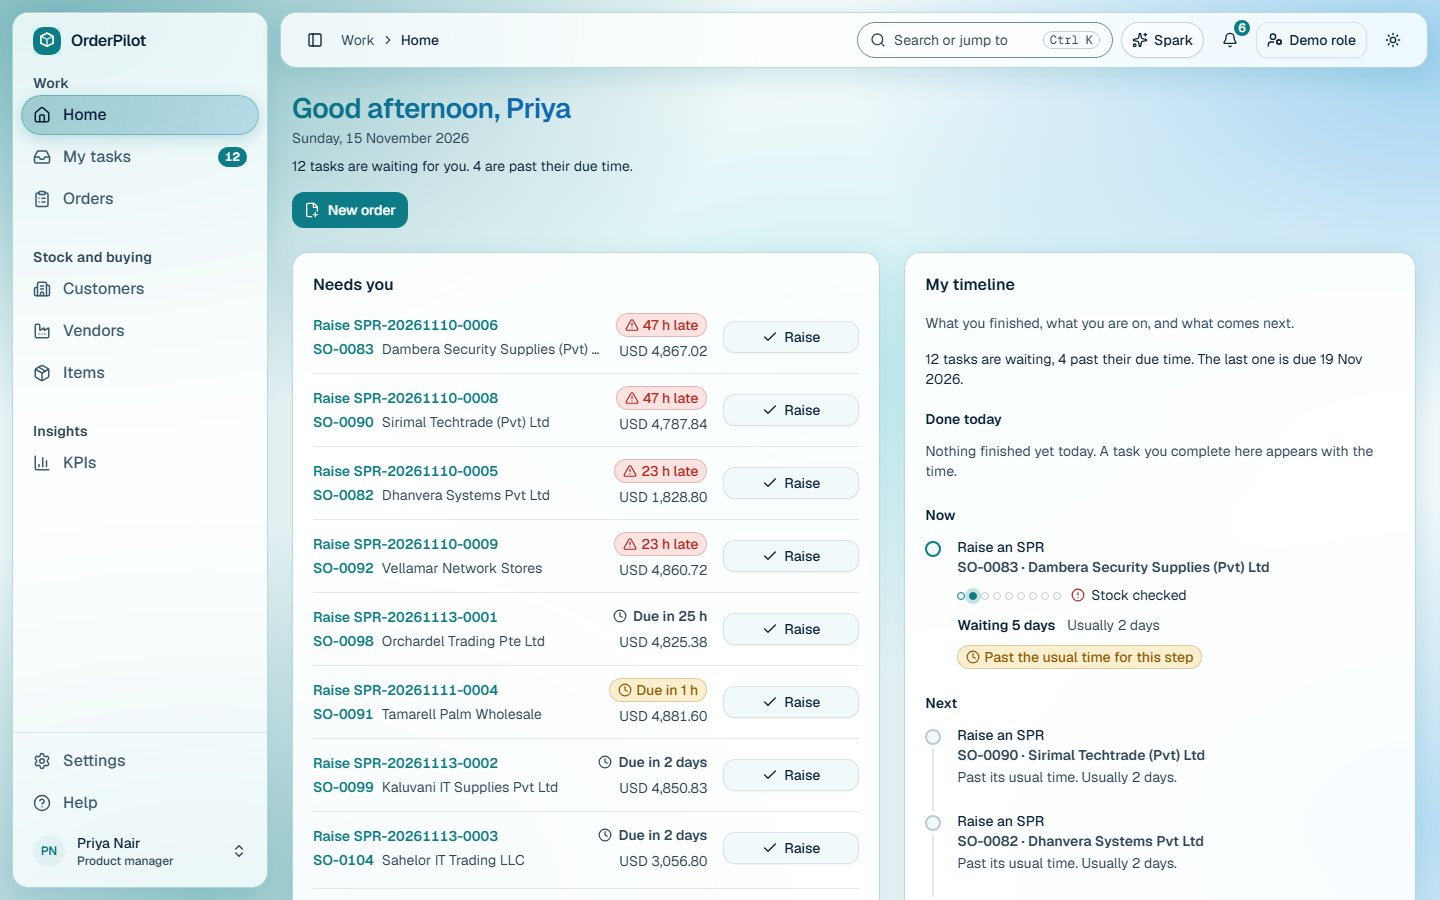 OrderPilot
Work
Home
My tasks 12
Orders
Stock and buying
Customers
Vendors
Items
Insights
KPIs
Settings
Help
PN
Priya Nair
Product manager
Work > Home
Search or jump to Ctrl K
Spark
6
Demo role
Good afternoon, Priya
Sunday, 15 November 2026
12 tasks are waiting for you. 4 are past their due time.
New order
Needs you
Raise SPR-20261110-0006 47 h late
SO-0083 Dambera Security Supplies (Pvt) ... USD 4,867.02
Raise
Raise SPR-20261110-0008 47 h late
SO-0090 Sirimal Techtrade (Pvt) Ltd USD 4,787.84
Raise
Raise SPR-20261110-0005 23 h late
SO-0082 Dhanvera Systems Pvt Ltd USD 1,828.80
Raise
Raise SPR-20261110-0009 23 h late
SO-0092 Vellamar Network Stores USD 4,860.72
Raise
Raise SPR-20261113-0001 Due in 25 h
SO-0098 Orchardel Trading Pte Ltd USD 4,825.38
Raise
Raise SPR-20261111-0004 Due in 1 h
SO-0091 Tamarell Palm Wholesale USD 4,881.60
Raise
Raise SPR-20261113-0002 Due in 2 days
SO-0099 Kaluvani IT Supplies Pvt Ltd USD 4,850.83
Raise
Raise SPR-20261113-0003 Due in 2 days
SO-0104 Sahelor IT Trading LLC USD 3,056.80
Raise
My timeline
What you finished, what you are on, and what comes next.
12 tasks are waiting, 4 past their due time. The last one is due 19 Nov
2026.
Done today
Nothing finished yet today. A task you complete here appears with the
time.
Now
Raise an SPR
SO-0083 · Dambera Security Supplies (Pvt) Ltd
Stock checked
Waiting 5 days Usually 2 days
Past the usual time for this step
Next
Raise an SPR
SO-0090 · Sirimal Techtrade (Pvt) Ltd
Past its usual time. Usually 2 days.
Raise an SPR
SO-0082 · Dhanvera Systems Pvt Ltd
Past its usual time. Usually 2 days.